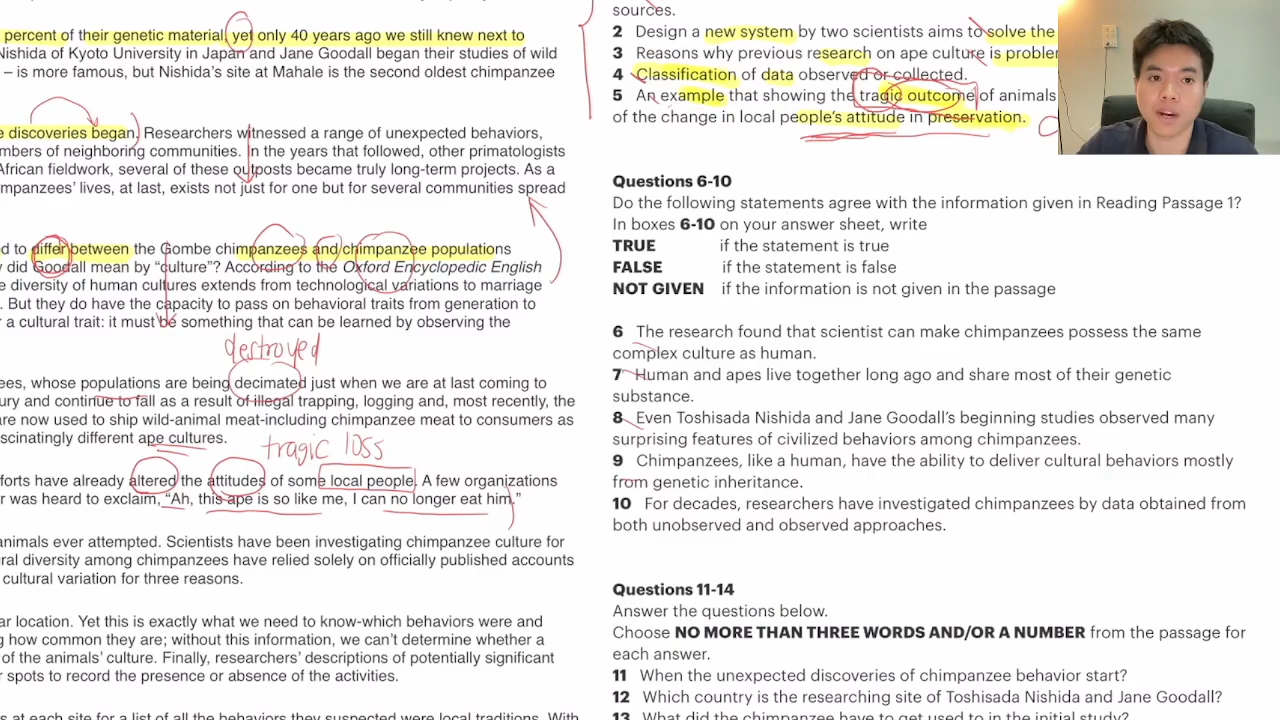 percent of their genetic material, yet only 40 years ago we still knew next to
Nishida of Kyoto University in Japan and Jane Goodall began their studies of wild
– is more famous, but Nishida's site at Mahale is the second oldest chimpanzee
e discoveries began. Researchers witnessed a range of unexpected behaviors,
mbers of neighboring communities. In the years that followed, other primatologists
African fieldwork, several of these outposts became truly long-term projects. As a
mpanzees' lives, at last, exists not just for one but for several communities spread
ed to differ between the Gombe chimpanzees and chimpanzee populations
y did Goodall mean by "culture"? According to the Oxford Encyclopedic English
e diversity of human cultures extends from technological variations to marriage
. But they do have the capacity to pass on behavioral traits from generation to
r a cultural trait: it must be something that can be learned by observing the
destroyed
ees, whose populations are being decimated just when we are at last coming to
ury and continue to fall as a result of illegal trapping, logging and, most recently, the
are now used to ship wild-animal meat-including chimpanzee meat to consumers as
scinatingly different ape cultures.
tragic loss
forts have already altered the attitudes of some local people. A few organizations
r was heard to exclaim, "Ah, this ape is so like me, I can no longer eat him."
animals ever attempted. Scientists have been investigating chimpanzee culture for
ral diversity among chimpanzees have relied solely on officially published accounts
cultural variation for three reasons.
ar location. Yet this is exactly what we need to know-which behaviors were and
g how common they are; without this information, we can't determine whether a
of the animals' culture. Finally, researchers' descriptions of potentially significant
r spots to record the presence or absence of the activities.
s at each site for a list of all the behaviors they suspected were local traditions. With
sources.
2 Design a new system by two scientists aims to solve the
3 Reasons why previous research on ape culture is problem
4 Classification of data observed or collected.
5 An example that showing the tragic outcome of animals
of the change in local people's attitude in preservation.
Questions 6-10
Do the following statements agree with the information given in Reading Passage 1?
In boxes 6-10 on your answer sheet, write
TRUE if the statement is true
FALSE if the statement is false
NOT GIVEN if the information is not given in the passage
6 The research found that scientist can make chimpanzees possess the same
complex culture as human.
7 Human and apes live together long ago and share most of their genetic
substance.
8 Even Toshisada Nishida and Jane Goodall's beginning studies observed many
surprising features of civilized behaviors among chimpanzees.
9 Chimpanzees, like a human, have the ability to deliver cultural behaviors mostly
from genetic inheritance.
10 For decades, researchers have investigated chimpanzees by data obtained from
both unobserved and observed approaches.
Questions 11-14
Answer the questions below.
Choose NO MORE THAN THREE WORDS AND/OR A NUMBER from the passage for
each answer.
11 When the unexpected discoveries of chimpanzee behavior start?
12 Which country is the researching site of Toshisada Nishida and Jane Goodall?
13 What did the chimpanzee have to get used to in the initial study?